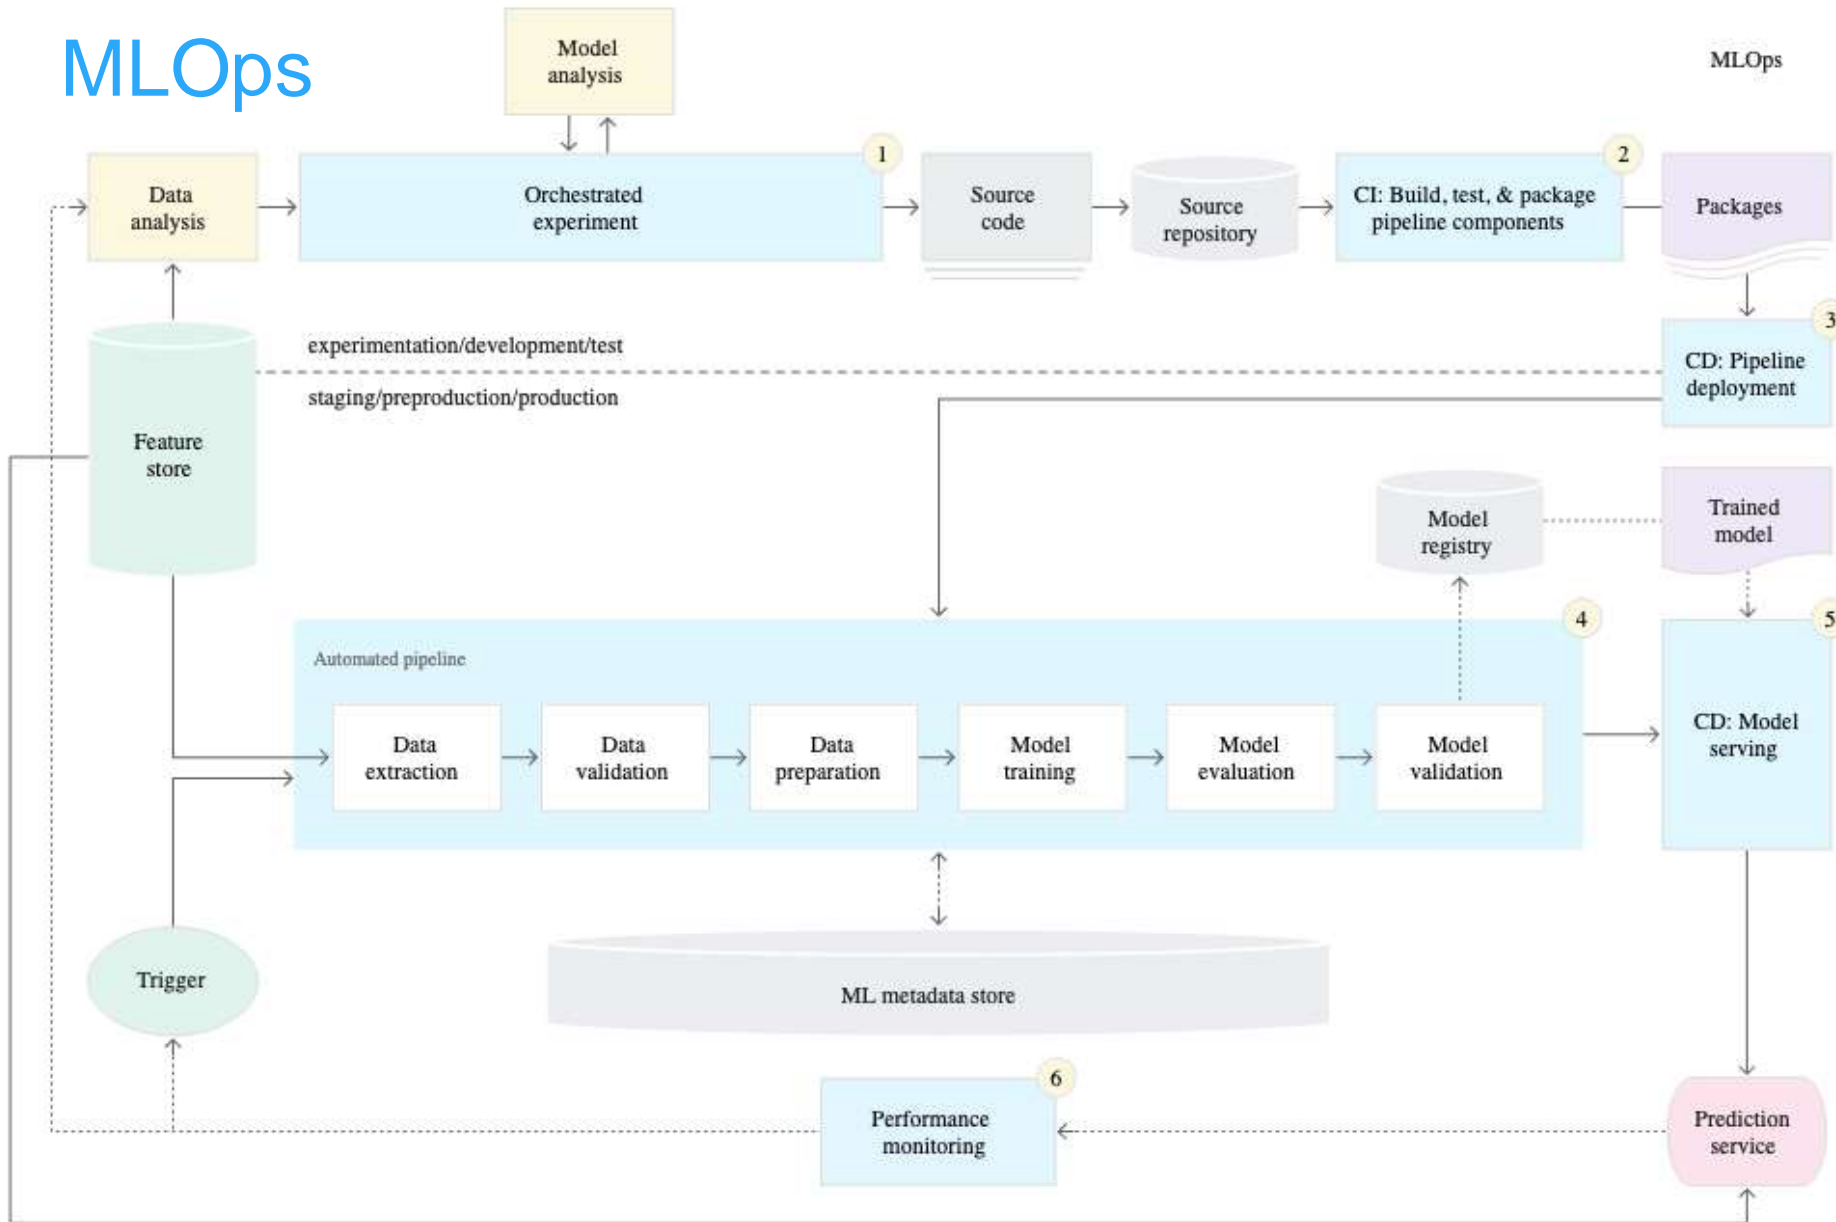 MLOps
Model
analysis
MLOps
1
2
Data
analysis
Orchestrated
experiment
Source
code
Source
repository
CI: Build, test, & package
pipeline components
Packages
3
experimentation/development/test
staging/preproduction/production
CD: Pipeline
deployment
Feature
store
Model
registry
Trained
model
4
5
Automated pipeline
Data
extraction
Data
validation
Data
preparation
Model
training
Model
evaluation
Model
validation
CD: Model
serving
Trigger
ML metadata store
6
Performance
monitoring
Prediction
service